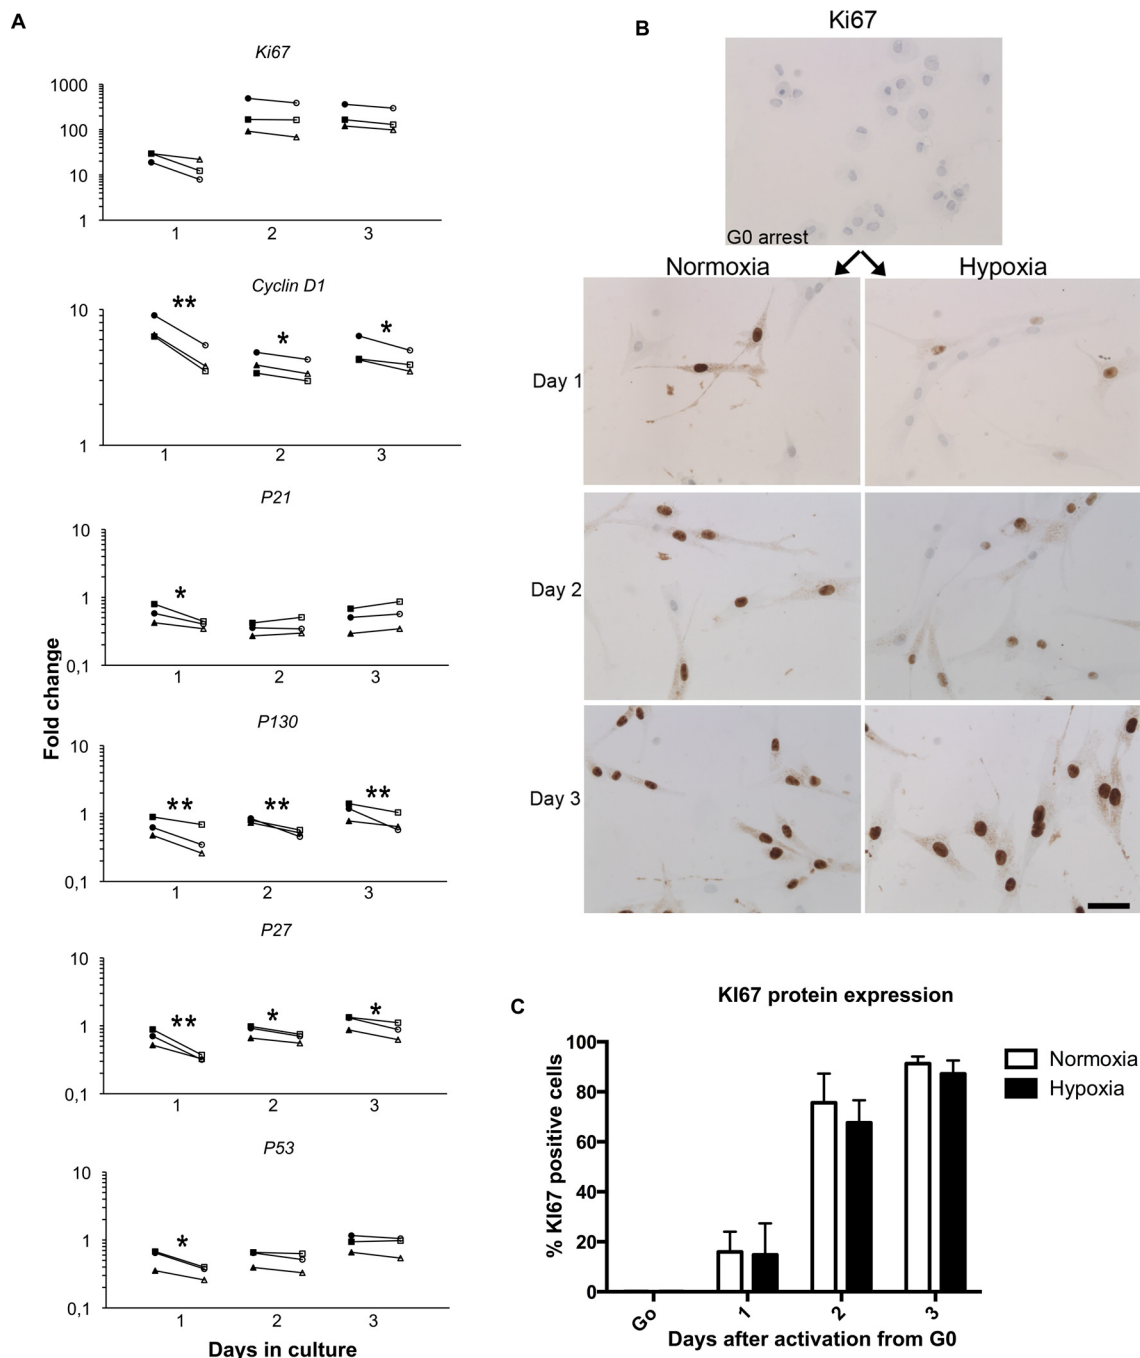 A
Ki67
1000
100
10
1
1 2 3
Cyclin D1
10
**
*
*
1
1 2 3
P21
10
*
1
0,1
1 2 3
P130
10
**
**
**
1
0,1
1 2 3
P27
10
**
*
*
1
0,1
1 2 3
P53
10
*
1
0,1
1 2 3
Fold change
Days in culture
B
Ki67
G0 arrest
Normoxia Hypoxia
Day 1
Day 2
Day 3
C
KI67 protein expression
% KI67 positive cells
100
80
60
40
20
0
Go 1 2 3
Days after activation from G0
Normoxia
Hypoxia